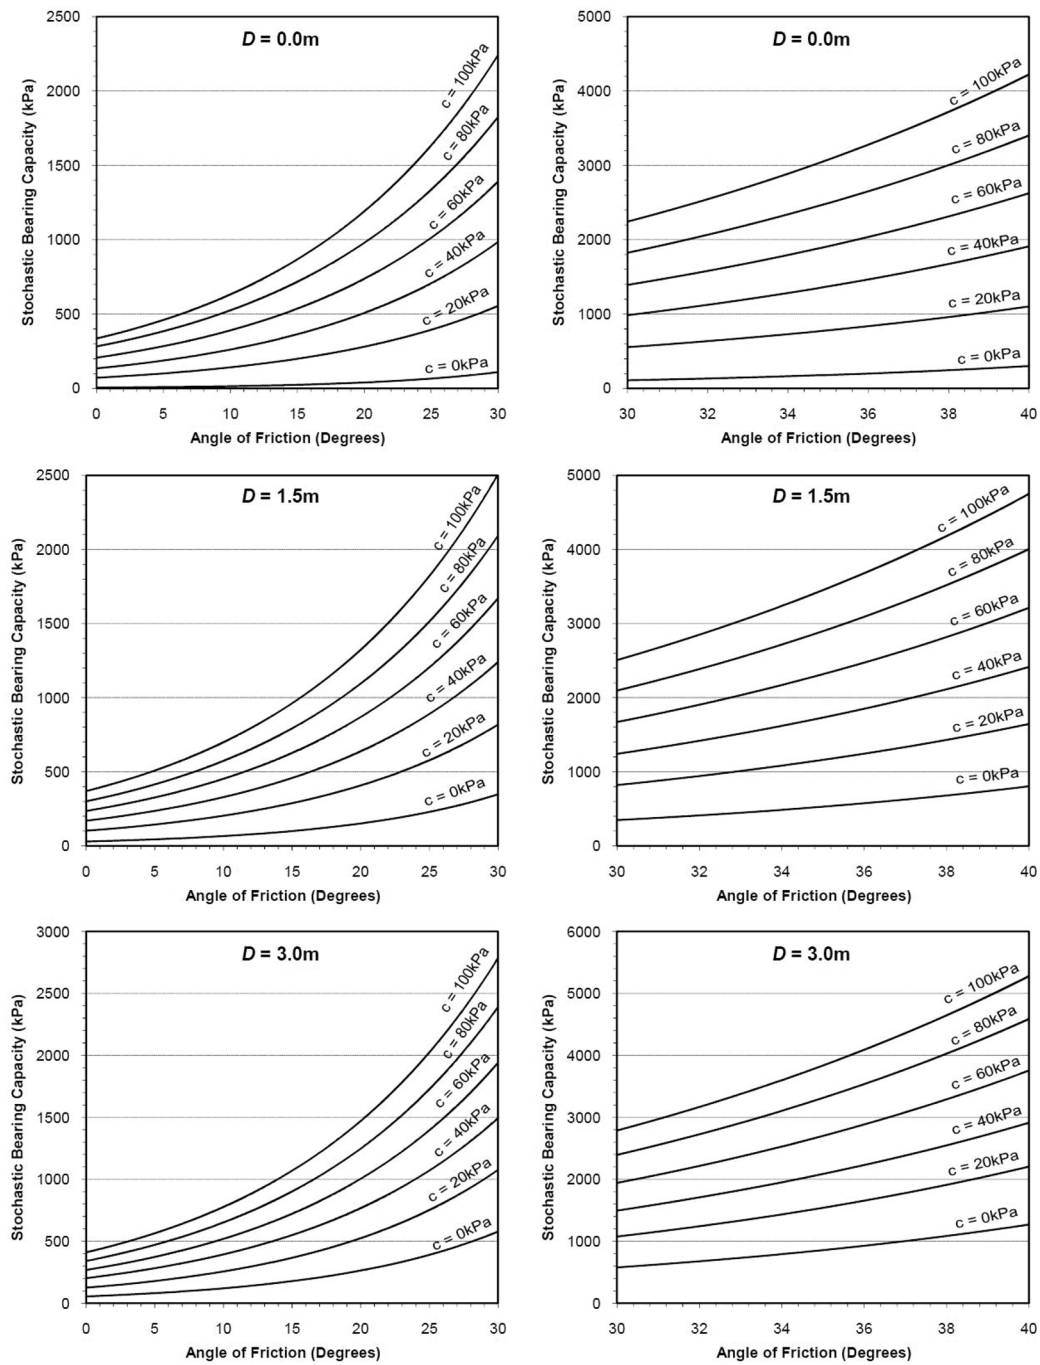 D = 0.0m
Stochastic Bearing Capacity (kPa)
2500
2000
1500
1000
500
0
c = 100kPa
c = 80kPa
c = 60kPa
c = 40kPa
c = 20kPa
c = 0kPa
0 5 10 15 20 25 30
Angle of Friction (Degrees)
D = 0.0m
Stochastic Bearing Capacity (kPa)
5000
4000
3000
2000
1000
0
c = 100kPa
c = 80kPa
c = 60kPa
c = 40kPa
c = 20kPa
c = 0kPa
30 32 34 36 38 40
Angle of Friction (Degrees)
D = 1.5m
Stochastic Bearing Capacity (kPa)
2500
2000
1500
1000
500
0
c = 100kPa
c = 80kPa
c = 60kPa
c = 40kPa
c = 20kPa
c = 0kPa
0 5 10 15 20 25 30
Angle of Friction (Degrees)
D = 1.5m
Stochastic Bearing Capacity (kPa)
5000
4000
3000
2000
1000
0
c = 100kPa
c = 80kPa
c = 60kPa
c = 40kPa
c = 20kPa
c = 0kPa
30 32 34 36 38 40
Angle of Friction (Degrees)
D = 3.0m
Stochastic Bearing Capacity (kPa)
3000
2500
2000
1500
1000
500
0
c = 100kPa
c = 80kPa
c = 60kPa
c = 40kPa
c = 20kPa
c = 0kPa
0 5 10 15 20 25 30
Angle of Friction (Degrees)
D = 3.0m
Stochastic Bearing Capacity (kPa)
6000
5000
4000
3000
2000
1000
0
c = 100kPa
c = 80kPa
c = 60kPa
c = 40kPa
c = 20kPa
c = 0kPa
30 32 34 36 38 40
Angle of Friction (Degrees)